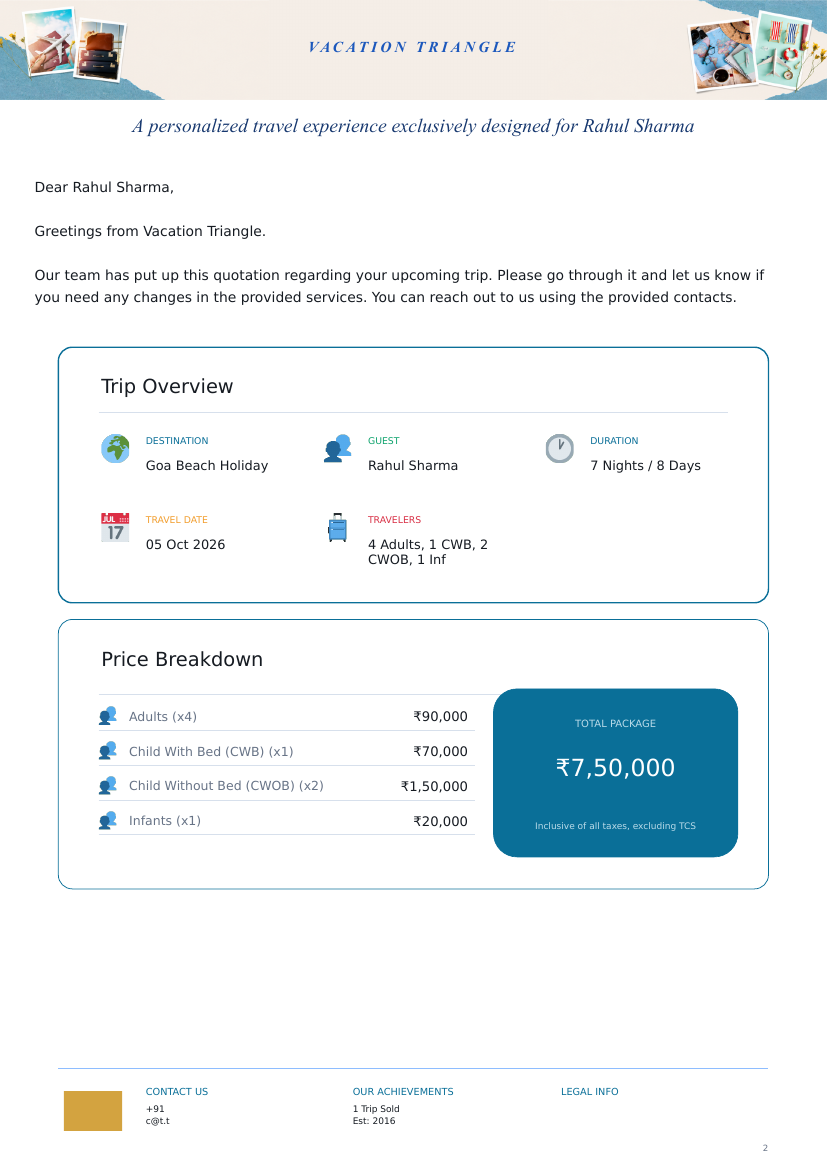 VACATION TRIANGLE
A personalized travel experience exclusively designed for Rahul Sharma
Dear Rahul Sharma,
Greetings from Vacation Triangle.
Our team has put up this quotation regarding your upcoming trip. Please go through it and let us know if
you need any changes in the provided services. You can reach out to us using the provided contacts.
Trip Overview
DESTINATION
Goa Beach Holiday
GUEST
Rahul Sharma
DURATION
7 Nights / 8 Days
JUL
17
TRAVEL DATE
05 Oct 2026
TRAVELERS
4 Adults, 1 CWB, 2
CWOB, 1 Inf
Price Breakdown
Adults (x4) ₹90,000
Child With Bed (CWB) (x1) ₹70,000
Child Without Bed (CWOB) (x2) ₹1,50,000
Infants (x1) ₹20,000
TOTAL PACKAGE
₹7,50,000
Inclusive of all taxes, excluding TCS
CONTACT US
+91
c@t.t
OUR ACHIEVEMENTS
1 Trip Sold
Est: 2016
LEGAL INFO
2